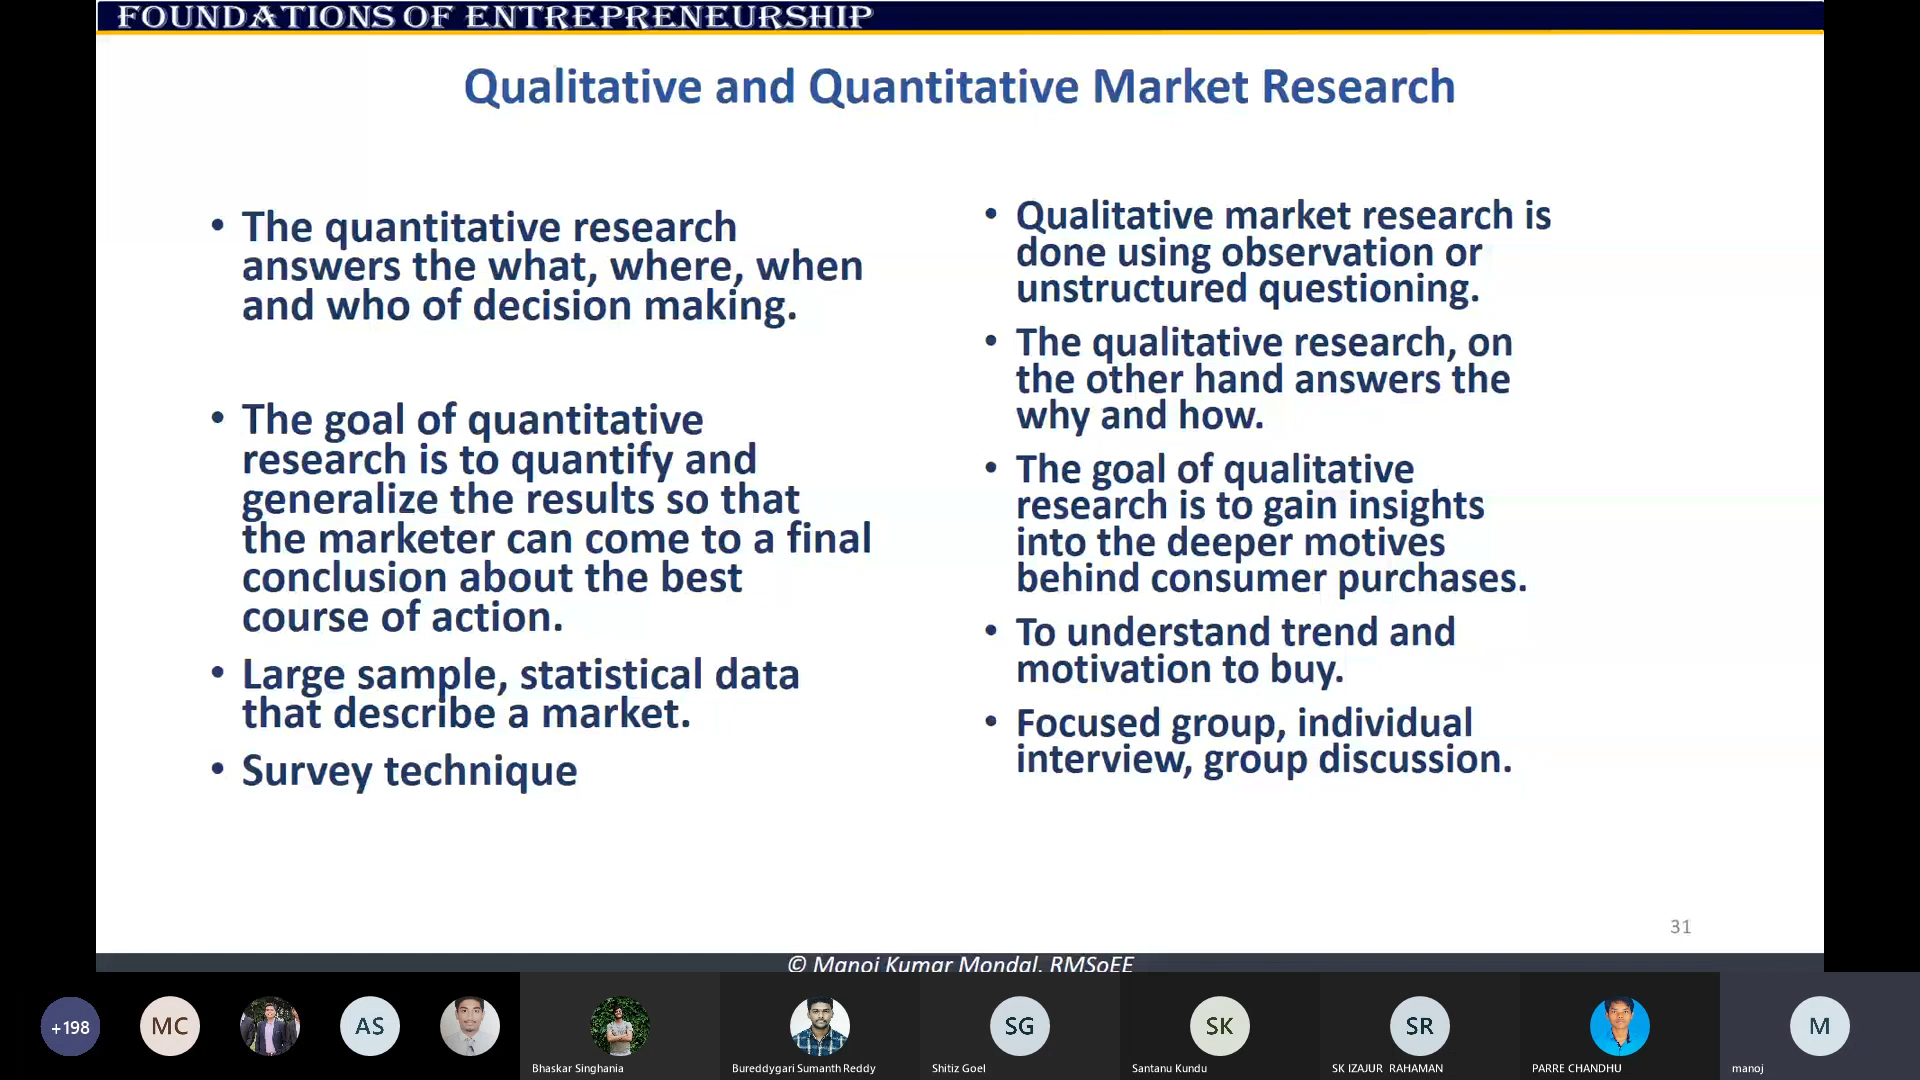 FOUNDATIONS OF ENTREPRENEURSHIP
Qualitative and Quantitative Market Research
• The quantitative research
answers the what, where, when
and who of decision making.
• The goal of quantitative
research is to quantify and
generalize the results so that
the marketer can come to a final
conclusion about the best
course of action.
• Large sample, statistical data
that describe a market.
• Survey technique
• Qualitative market research is
done using observation or
unstructured questioning.
• The qualitative research, on
the other hand answers the
why and how.
• The goal of qualitative
research is to gain insights
into the deeper motives
behind consumer purchases.
• To understand trend and
motivation to buy.
• Focused group, individual
interview, group discussion.
31
© Manoj Kumar Mondal, RMSoEE
+198
MC
AS
SG
SK
SR
M
Bhaskar Singhania
Bureddygari Sumanth Reddy
Shitiz Goel
Santanu Kundu
SK IZAJUR RAHAMAN
PARRE CHANDHU
manoj